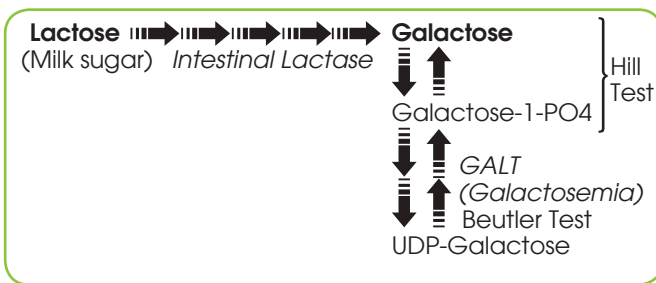 Lactose Galactose
(Milk sugar) Intestinal Lactase
Hill
Test
Galactose-1-PO4
GALT
(Galactosemia)
Beutler Test
UDP-Galactose